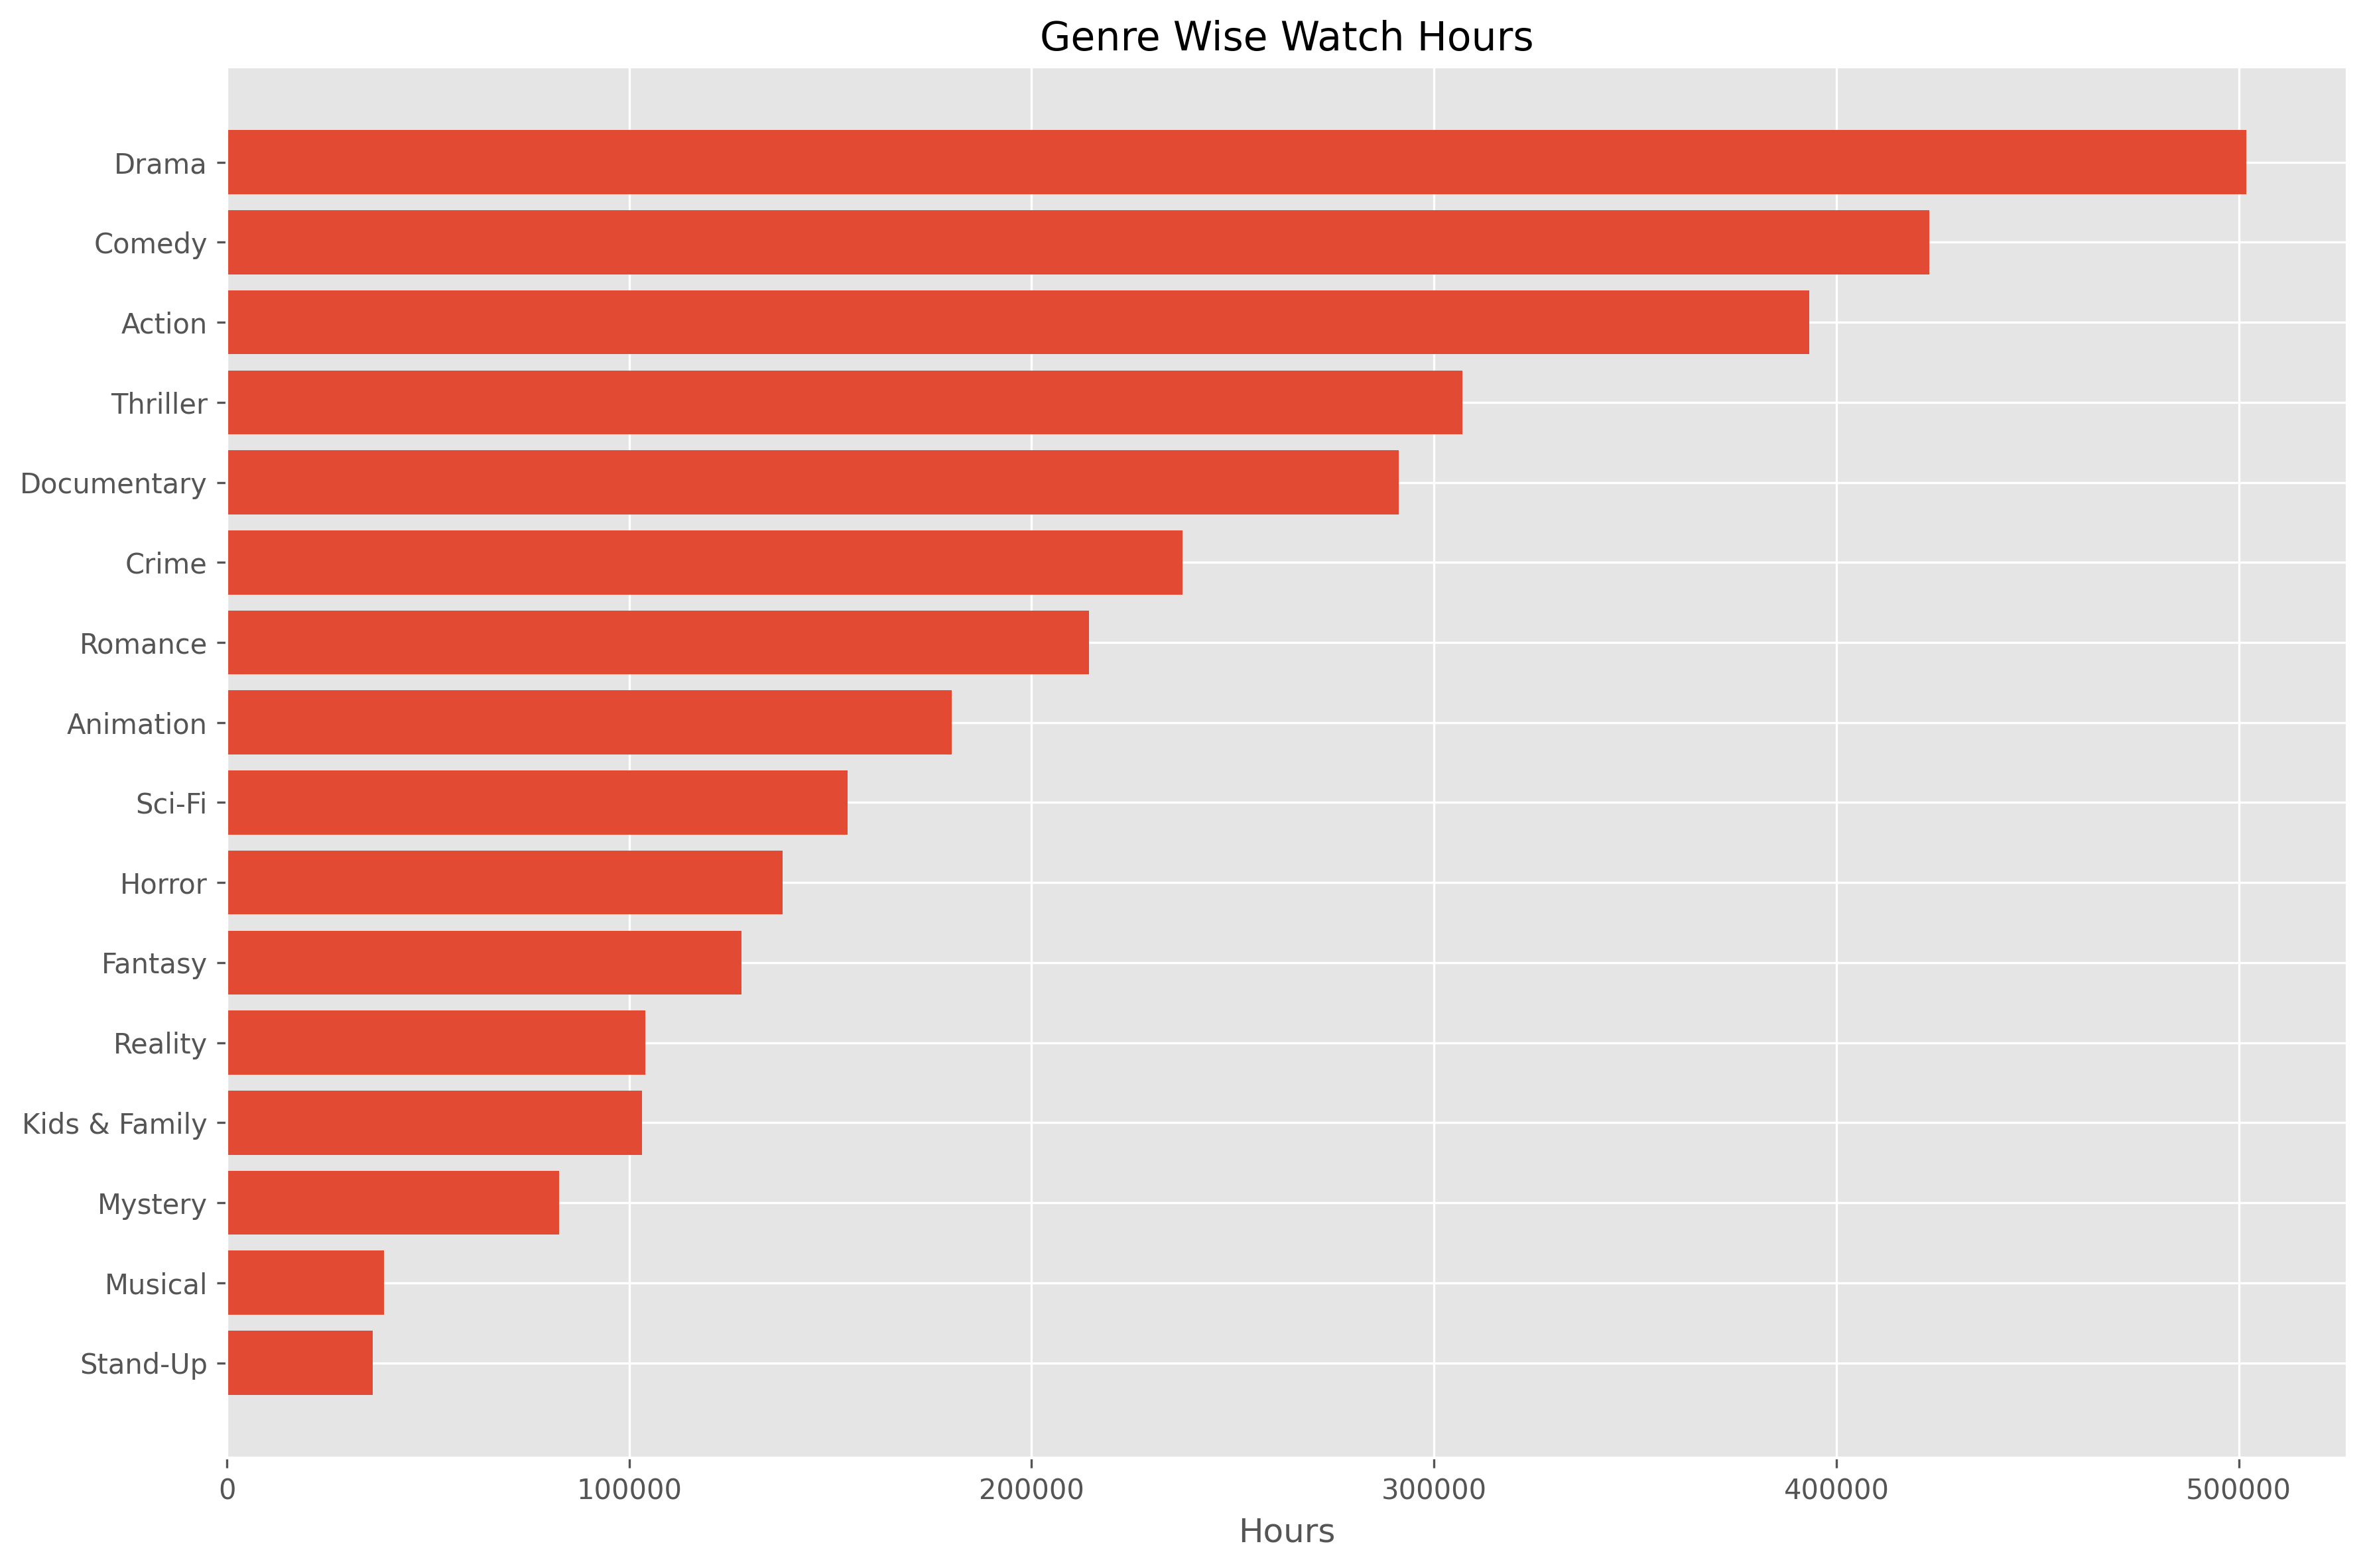 Genre Wise Watch Hours
Drama
Comedy
Action
Thriller
Documentary
Crime
Romance
Animation
Sci-Fi
Horror
Fantasy
Reality
Kids & Family
Mystery
Musical
Stand-Up
0 100000 200000 300000 400000 500000
Hours